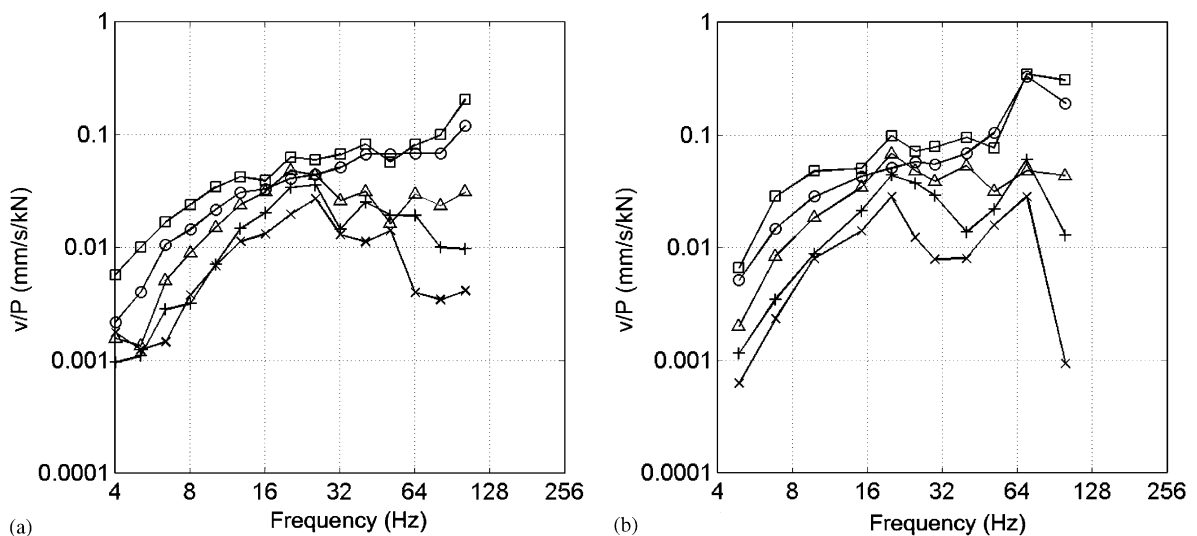 1
0.1
0.01
0.001
0.0001
v/P (mm/s/kN)
4 8 16 32 64 128 256
Frequency (Hz)
(a)
1
0.1
0.01
0.001
0.0001
v/P (mm/s/kN)
4 8 16 32 64 128 256
Frequency (Hz)
(b)